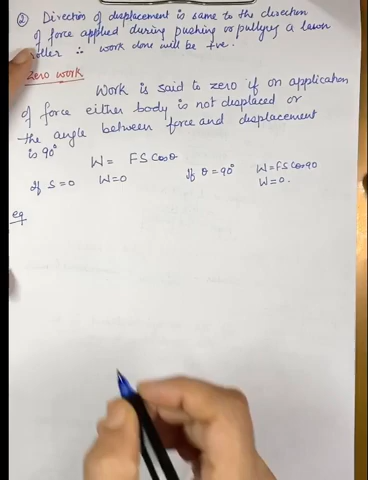 ② Direction of displacement is same to the direction
of force applied during pushing or pulling a lawn
roller ∴ work done will be +ve.
Zero work
Work is said to zero if on application
of force either body is not displaced or
the angle between force and displacement
is 90°
W = FS Cosθ
If S=0 W=0 If θ = 90° W=FS Cos90
W=0.
eg